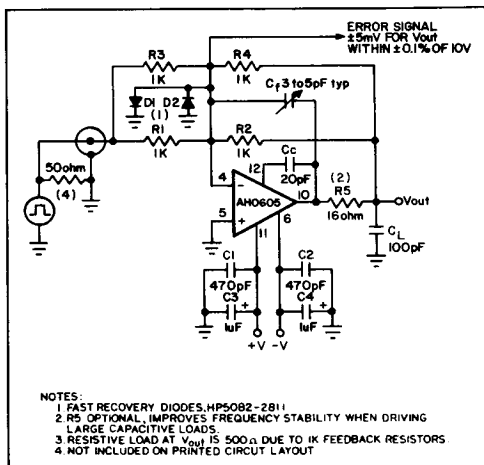 ERROR SIGNAL
±5mV FOR Vout
WITHIN ±0.1% OF 10V
R3
1K
R4
1K
Cf 3 to 5pF typ
D1 D2
(1)
R1
1K
R2
1K
50ohm
(4)
12
Cc
20pF
4
-
AH0605
10
(2)
R5
16ohm
Vout
5
+
11
6
CL
100pF
C1
470pF
C3
+
1uF
C2
470pF
C4
+
1uF
+V
-V
NOTES:
1. FAST RECOVERY DIODES, HP5082-2811
2. R5 OPTIONAL, IMPROVES FREQUENCY STABILITY WHEN DRIVING
LARGE CAPACITIVE LOADS.
3. RESISTIVE LOAD AT Vout IS 500Ω DUE TO 1K FEEDBACK RESISTORS.
4. NOT INCLUDED ON PRINTED CIRCUT LAYOUT